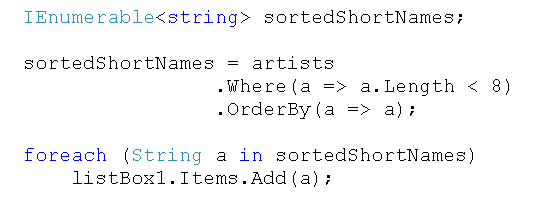 IEnumerable<string> sortedShortNames;
sortedShortNames = artists
.Where(a => a.Length < 8)
.OrderBy(a => a);
foreach (String a in sortedShortNames)
listBox1.Items.Add(a);